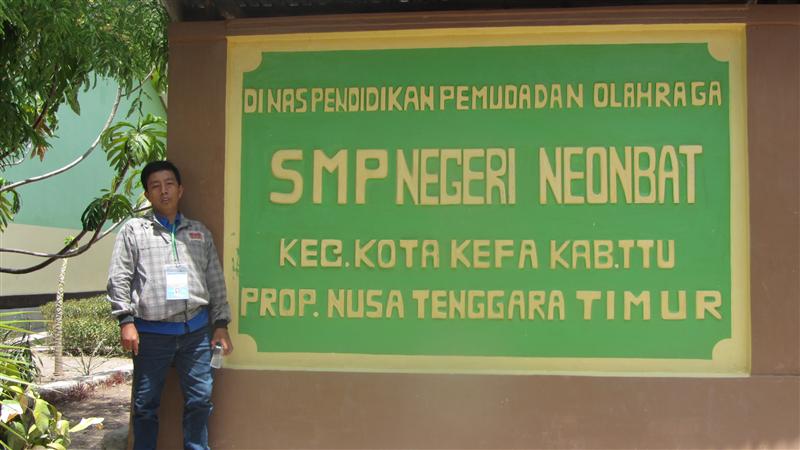 DINAS PENDIDIKAN PEMUDA DAN OLAHRAGA
SMP NEGERI NEONBAT
KEC. KOTA KEFA KAB. TTU
PROP. NUSA TENGGARA TIMUR